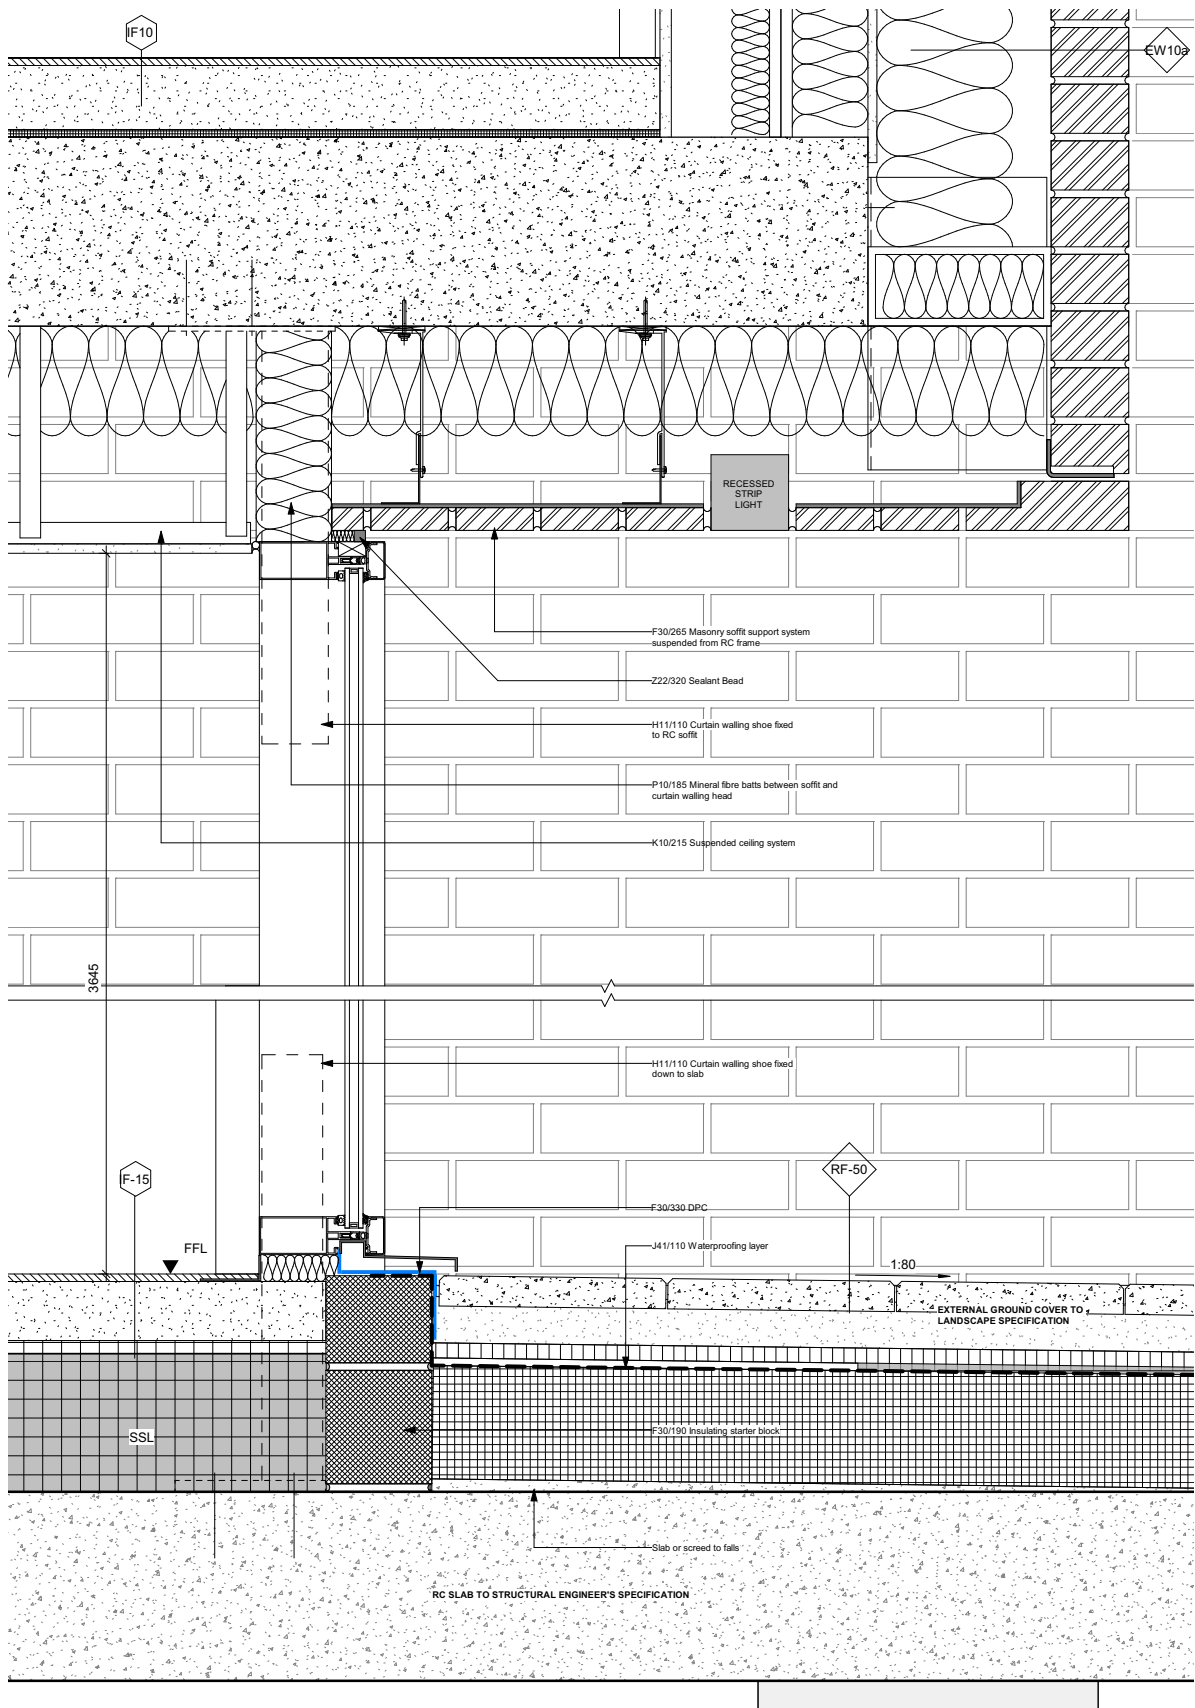 IF10
EW10a
RECESSED
STRIP
LIGHT
F30/265 Masonry soffit support system
suspended from RC frame
Z22/320 Sealant Bead
H11/110 Curtain walling shoe fixed
to RC soffit
P10/185 Mineral fibre batts between soffit and
curtain walling head
K10/215 Suspended ceiling system
3645
H11/110 Curtain walling shoe fixed
down to slab
IF-15
RF-50
F30/330 DPC
FFL
J41/110 Waterproofing layer
1:80
EXTERNAL GROUND COVER TO
LANDSCAPE SPECIFICATION
SSL
F30/190 Insulating starter block
Slab or screed to falls
RC SLAB TO STRUCTURAL ENGINEER'S SPECIFICATION